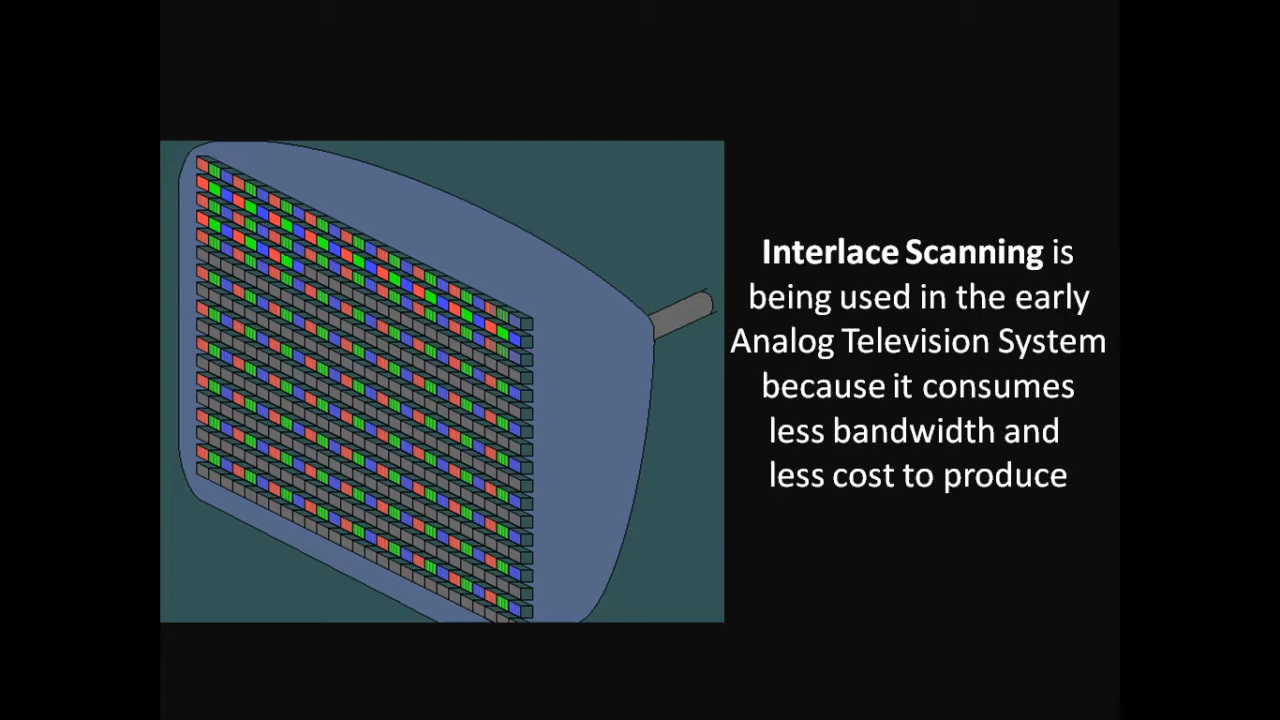 Interlace Scanning is
being used in the early
Analog Television System
because it consumes
less bandwidth and
less cost to produce